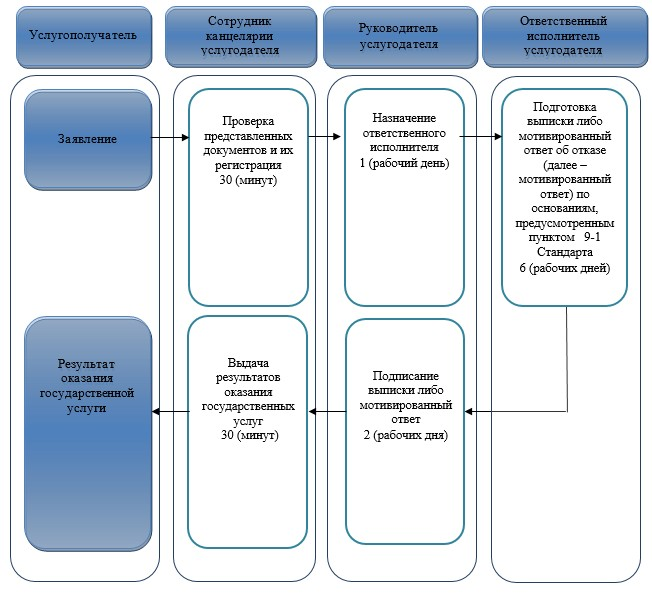 Услугополучатель
Сотрудник
канцелярии
услугодателя
Руководитель
услугодателя
Ответственный
исполнитель
услугодателя
Заявление
Проверка
представленных
документов и их
регистрация
30 (минут)
Назначение
ответственного
исполнителя
1 (рабочий день)
Подготовка
выписки либо
мотивированный
ответ об отказе
(далее –
мотивированный
ответ) по
основаниям,
предусмотренным
пунктом 9-1
Стандарта
6 (рабочих дней)
Результат
оказания
государственной
услуги
Выдача
результатов
оказания
государственных
услуг
30 (минут)
Подписание
выписки либо
мотивированный
ответ
2 (рабочих дня)